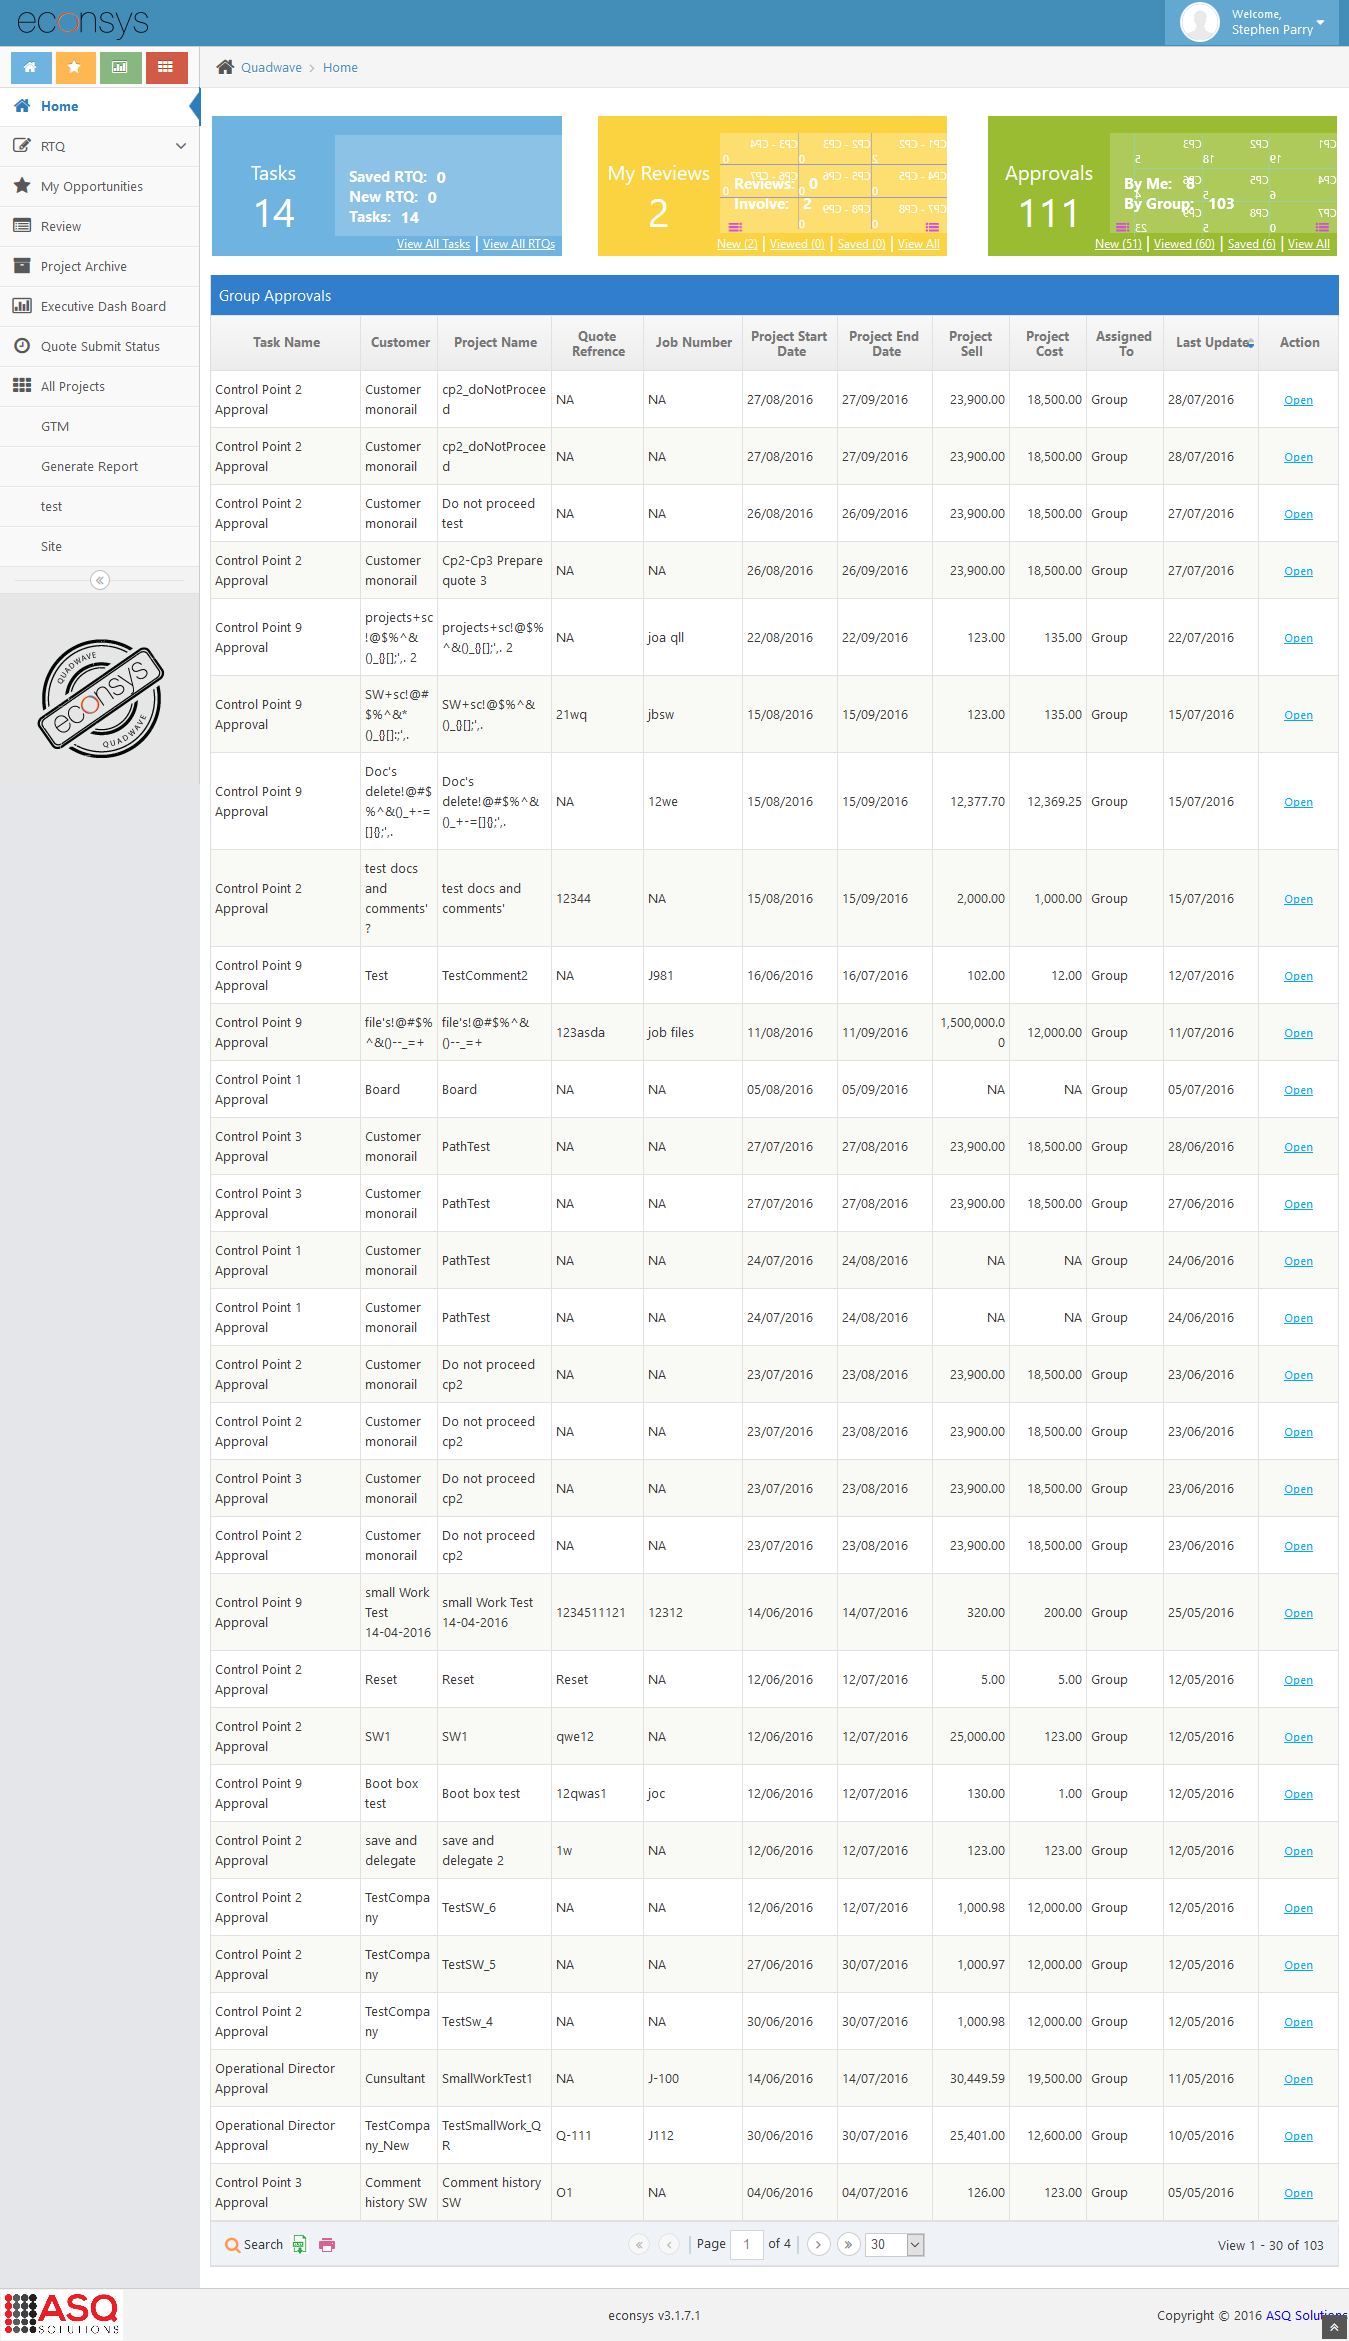 econsys
Welcome,
Stephen Parry
Quadwave > Home
Home
RTQ
My Opportunities
Review
Project Archive
Executive Dash Board
Quote Submit Status
All Projects
GTM
Generate Report
test
Site
QUADWAVE
econsys
QUADWAVE
Tasks
14
Saved RTQ: 0
New RTQ: 0
Tasks: 14
View All Tasks | View All RTQs
My Reviews
2
Reviews: 0
Involve: 2
New (2) | Viewed (0) | Saved (0) | View All
Approvals
111
By Me: 8
By Group: 103
New (51) | Viewed (60) | Saved (6) | View All
Group Approvals
Task Name Customer Project Name Quote Refrence Job Number Project Start Date Project End Date Project Sell Project Cost Assigned To Last Update Action
Control Point 2 Approval Customer monorail cp2_doNotProceed NA NA 27/08/2016 27/09/2016 23,900.00 18,500.00 Group 28/07/2016 Open
Control Point 2 Approval Customer monorail cp2_doNotProceed NA NA 27/08/2016 27/09/2016 23,900.00 18,500.00 Group 28/07/2016 Open
Control Point 2 Approval Customer monorail Do not proceed test NA NA 26/08/2016 26/09/2016 23,900.00 18,500.00 Group 27/07/2016 Open
Control Point 2 Approval Customer monorail Cp2-Cp3 Prepare quote 3 NA NA 26/08/2016 26/09/2016 23,900.00 18,500.00 Group 27/07/2016 Open
Control Point 9 Approval projects+sc!@$%^&()_{}[];',. 2 projects+sc!@$%^&()_{}[];',. 2 NA joa qll 22/08/2016 22/09/2016 123.00 135.00 Group 22/07/2016 Open
Control Point 9 Approval SW+sc!@#$%^&*()_{}[]:;',. SW+sc!@$%^&()_{}[];',. 21wq jbsw 15/08/2016 15/09/2016 123.00 135.00 Group 15/07/2016 Open
Control Point 9 Approval Doc's delete!@#$%^&()_+-=[]{};',. Doc's delete!@#$%^&()_+-=[]{};',. NA 12we 15/08/2016 15/09/2016 12,377.70 12,369.25 Group 15/07/2016 Open
Control Point 2 Approval test docs and comments'? test docs and comments' 12344 NA 15/08/2016 15/09/2016 2,000.00 1,000.00 Group 15/07/2016 Open
Control Point 9 Approval Test TestComment2 NA J981 16/06/2016 16/07/2016 102.00 12.00 Group 12/07/2016 Open
Control Point 9 Approval file's!@#$%^&()--_=+ file's!@#$%^&()--_=+ 123asda job files 11/08/2016 11/09/2016 1,500,000.00 12,000.00 Group 11/07/2016 Open
Control Point 1 Approval Board Board NA NA 05/08/2016 05/09/2016 NA NA Group 05/07/2016 Open
Control Point 3 Approval Customer monorail PathTest NA NA 27/07/2016 27/08/2016 23,900.00 18,500.00 Group 28/06/2016 Open
Control Point 3 Approval Customer monorail PathTest NA NA 27/07/2016 27/08/2016 23,900.00 18,500.00 Group 27/06/2016 Open
Control Point 1 Approval Customer monorail PathTest NA NA 24/07/2016 24/08/2016 NA NA Group 24/06/2016 Open
Control Point 1 Approval Customer monorail PathTest NA NA 24/07/2016 24/08/2016 NA NA Group 24/06/2016 Open
Control Point 2 Approval Customer monorail Do not proceed cp2 NA NA 23/07/2016 23/08/2016 23,900.00 18,500.00 Group 23/06/2016 Open
Control Point 2 Approval Customer monorail Do not proceed cp2 NA NA 23/07/2016 23/08/2016 23,900.00 18,500.00 Group 23/06/2016 Open
Control Point 3 Approval Customer monorail Do not proceed cp2 NA NA 23/07/2016 23/08/2016 23,900.00 18,500.00 Group 23/06/2016 Open
Control Point 2 Approval Customer monorail Do not proceed cp2 NA NA 23/07/2016 23/08/2016 23,900.00 18,500.00 Group 23/06/2016 Open
Control Point 9 Approval small Work Test 14-04-2016 small Work Test 14-04-2016 1234511121 12312 14/06/2016 14/07/2016 320.00 200.00 Group 25/05/2016 Open
Control Point 2 Approval Reset Reset Reset NA 12/06/2016 12/07/2016 5.00 5.00 Group 12/05/2016 Open
Control Point 2 Approval SW1 SW1 qwe12 NA 12/06/2016 12/07/2016 25,000.00 123.00 Group 12/05/2016 Open
Control Point 9 Approval Boot box test Boot box test 12qwas1 joc 12/06/2016 12/07/2016 130.00 1.00 Group 12/05/2016 Open
Control Point 2 Approval save and delegate save and delegate 2 1w NA 12/06/2016 12/07/2016 123.00 123.00 Group 12/05/2016 Open
Control Point 2 Approval TestCompany TestSW_6 NA NA 12/06/2016 12/07/2016 1,000.98 12,000.00 Group 12/05/2016 Open
Control Point 2 Approval TestCompany TestSW_5 NA NA 27/06/2016 30/07/2016 1,000.97 12,000.00 Group 12/05/2016 Open
Control Point 2 Approval TestCompany TestSw_4 NA NA 30/06/2016 30/07/2016 1,000.98 12,000.00 Group 12/05/2016 Open
Operational Director Approval Cunsultant SmallWorkTest1 NA J-100 14/06/2016 14/07/2016 30,449.59 19,500.00 Group 11/05/2016 Open
Operational Director Approval TestCompany_New TestSmallWork_QR Q-111 J112 30/06/2016 30/07/2016 25,401.00 12,600.00 Group 10/05/2016 Open
Control Point 3 Approval Comment history SW Comment history SW O1 NA 04/06/2016 04/07/2016 126.00 123.00 Group 05/05/2016 Open
Search Page 1 of 4 30 View 1 - 30 of 103
ASQ
SOLUTIONS
econsys v3.1.7.1
Copyright © 2016 ASQ Solutions